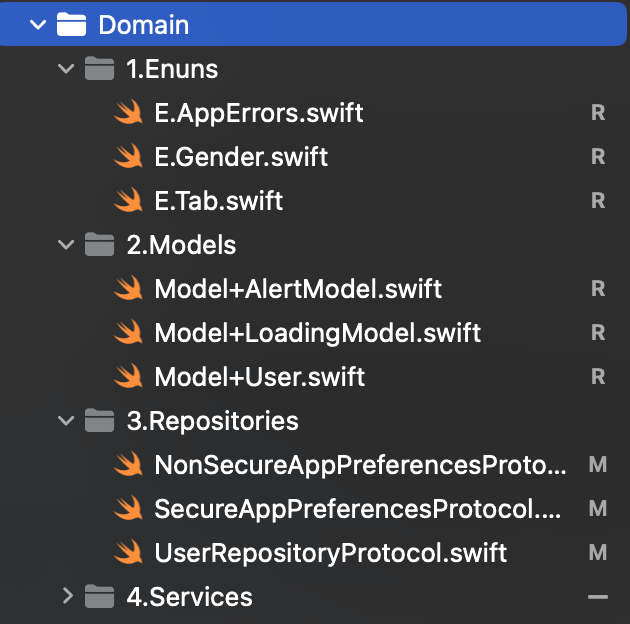 Domain
1.Enuns
E.AppErrors.swift R
E.Gender.swift R
E.Tab.swift R
2.Models
Model+AlertModel.swift R
Model+LoadingModel.swift R
Model+User.swift R
3.Repositories
NonSecureAppPreferencesProto... M
SecureAppPreferencesProtocol.... M
UserRepositoryProtocol.swift M
4.Services